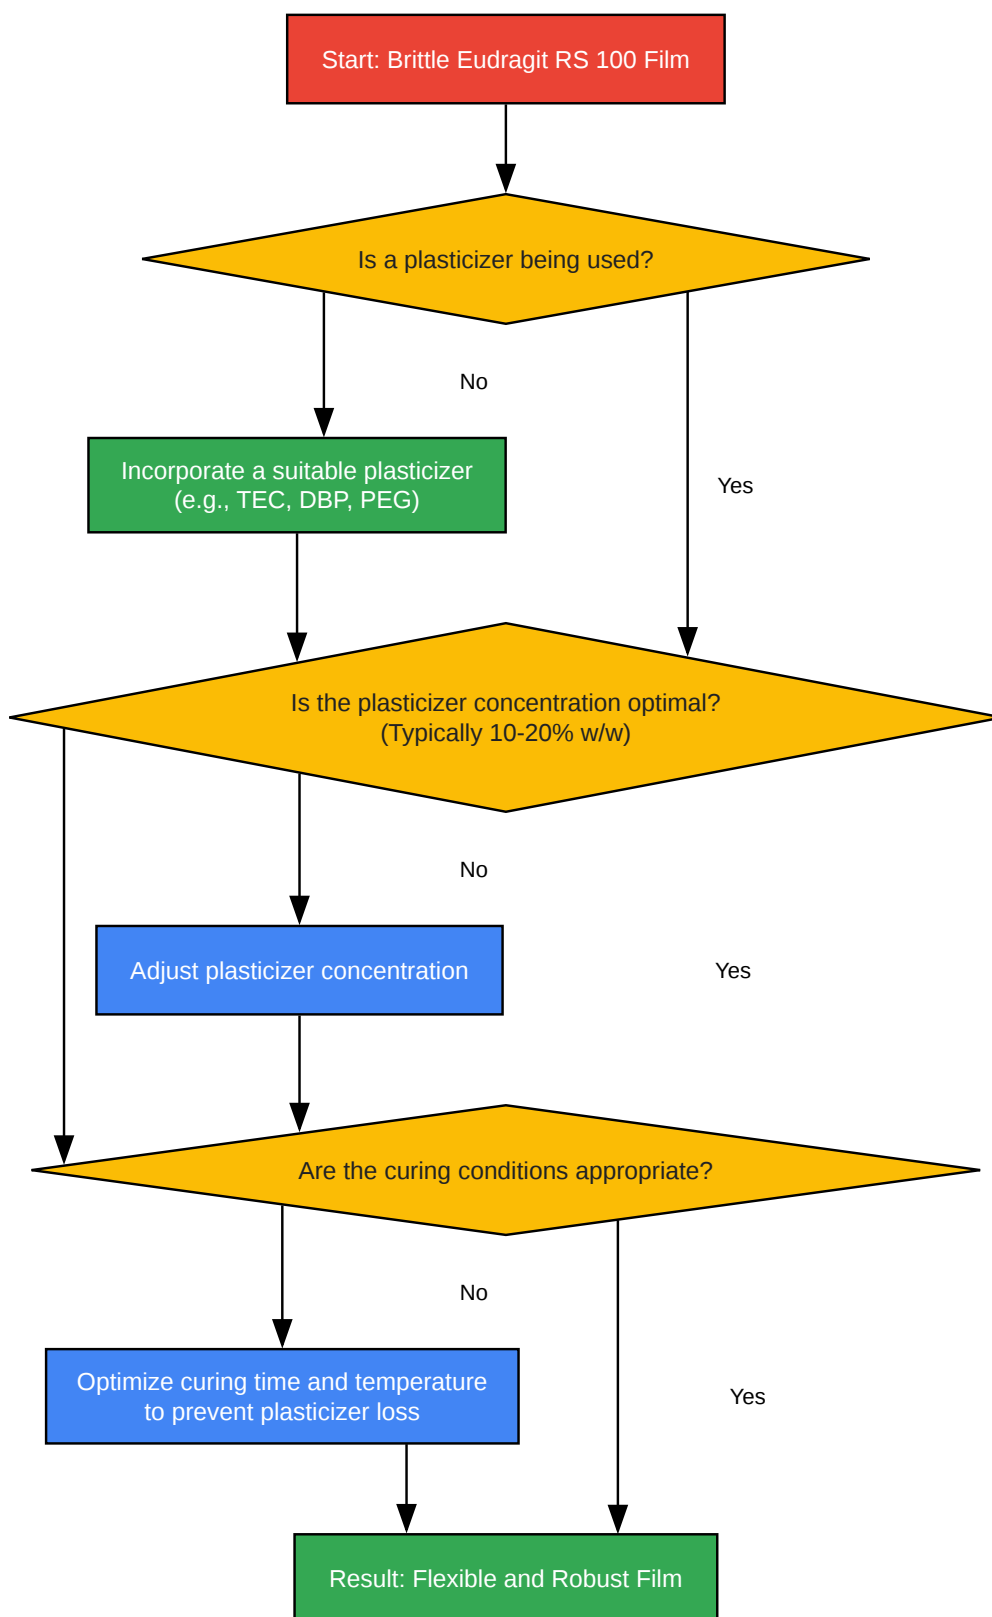 Start: Brittle Eudragit RS 100 Film
Is a plasticizer being used?
No
Incorporate a suitable plasticizer
(e.g., TEC, DBP, PEG)
Yes
Is the plasticizer concentration optimal?
(Typically 10-20% w/w)
No
Adjust plasticizer concentration
Yes
Are the curing conditions appropriate?
No
Optimize curing time and temperature
to prevent plasticizer loss
Yes
Result: Flexible and Robust Film